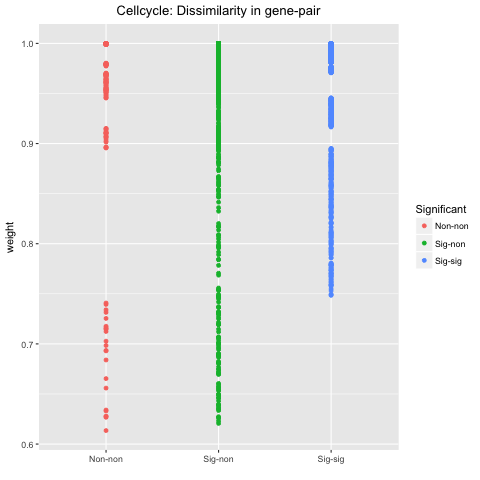 Cellcycle: Dissimilarity in gene-pair
1.0
0.9
0.8
0.7
0.6
weight
Non-non
Sig-non
Sig-sig
Significant
Non-non
Sig-non
Sig-sig